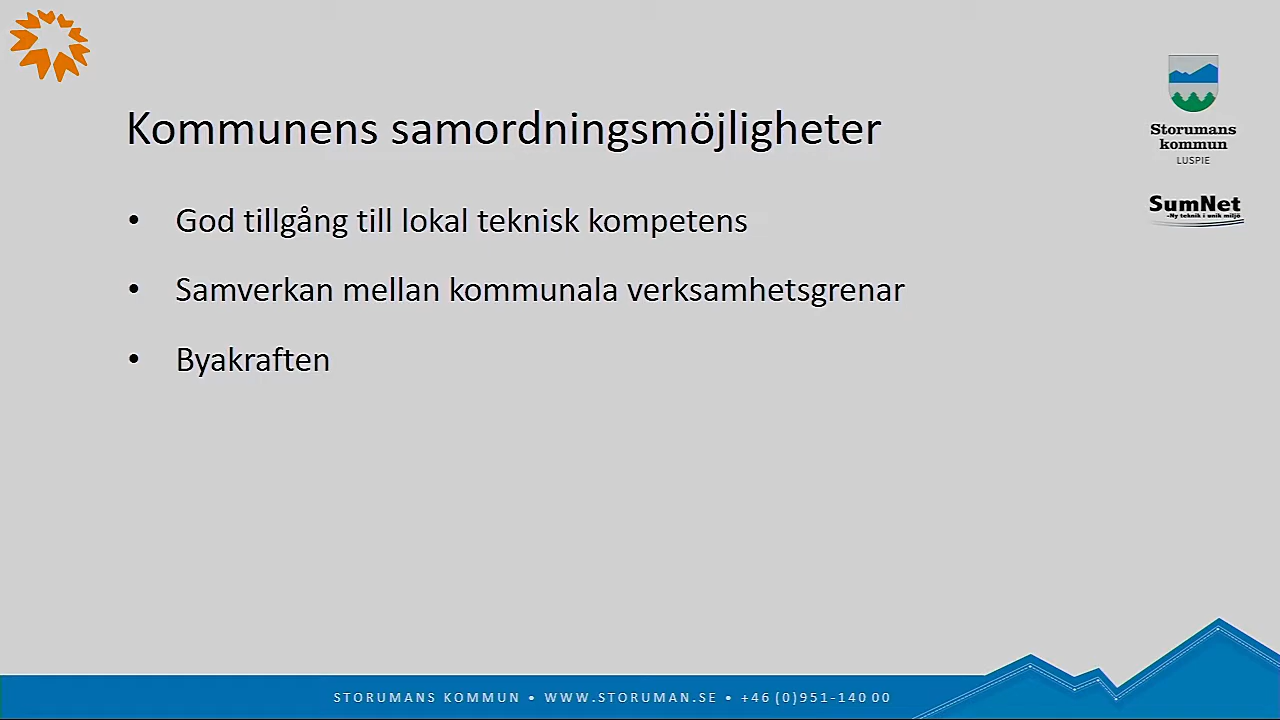 Kommunens samordningsmöjligheter
Storumans
kommun
LUSPIE
SumNet
-Ny teknik i unik miljö
• God tillgång till lokal teknisk kompetens
• Samverkan mellan kommunala verksamhetsgrenar
• Byakraften
STORUMANS KOMMUN • WWW.STORUMAN.SE • +46 (0)951-140 00